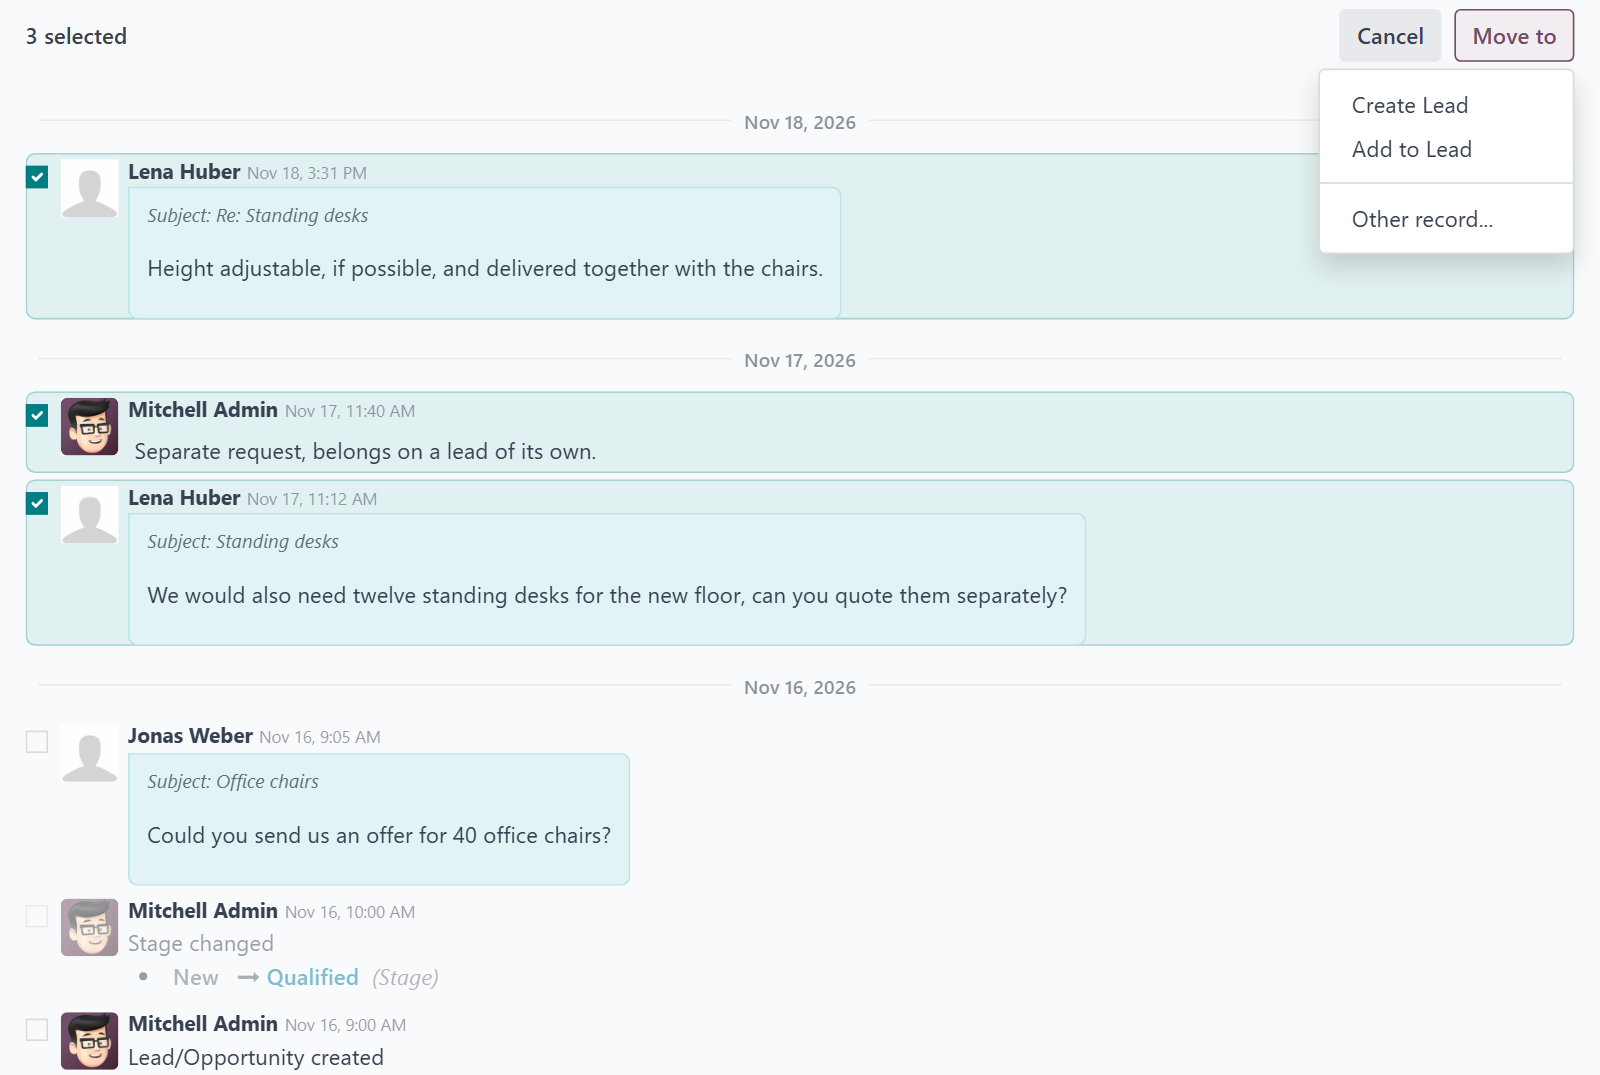 3 selected
Cancel
Move to
Create Lead
Add to Lead
Other record...
Nov 18, 2026
Lena Huber Nov 18, 3:31 PM
Subject: Re: Standing desks
Height adjustable, if possible, and delivered together with the chairs.
Nov 17, 2026
Mitchell Admin Nov 17, 11:40 AM
Separate request, belongs on a lead of its own.
Lena Huber Nov 17, 11:12 AM
Subject: Standing desks
We would also need twelve standing desks for the new floor, can you quote them separately?
Nov 16, 2026
Jonas Weber Nov 16, 9:05 AM
Subject: Office chairs
Could you send us an offer for 40 office chairs?
Mitchell Admin Nov 16, 10:00 AM
Stage changed
• New → Qualified (Stage)
Mitchell Admin Nov 16, 9:00 AM
Lead/Opportunity created